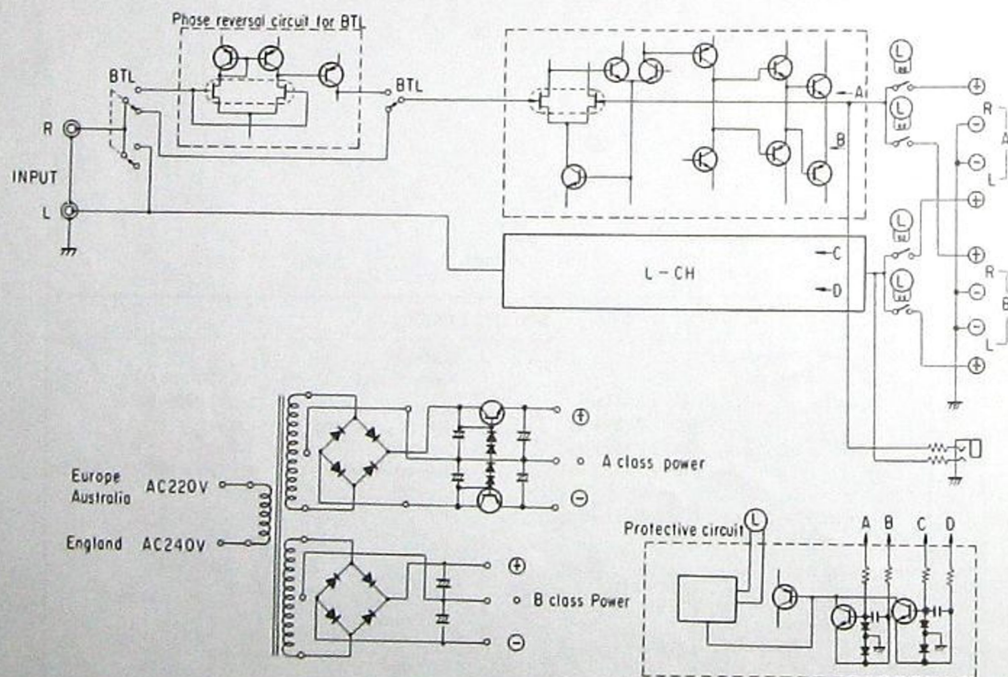 Phase reversal circuit for BTL
BTL
BTL
R
INPUT
L
A
B
L
L
R
A
L
L-CH
C
D
L
L
R
B
L
Europe
Australia
AC220V
England
AC240V
A class power
B class Power
Protective circuit
L
A B C D